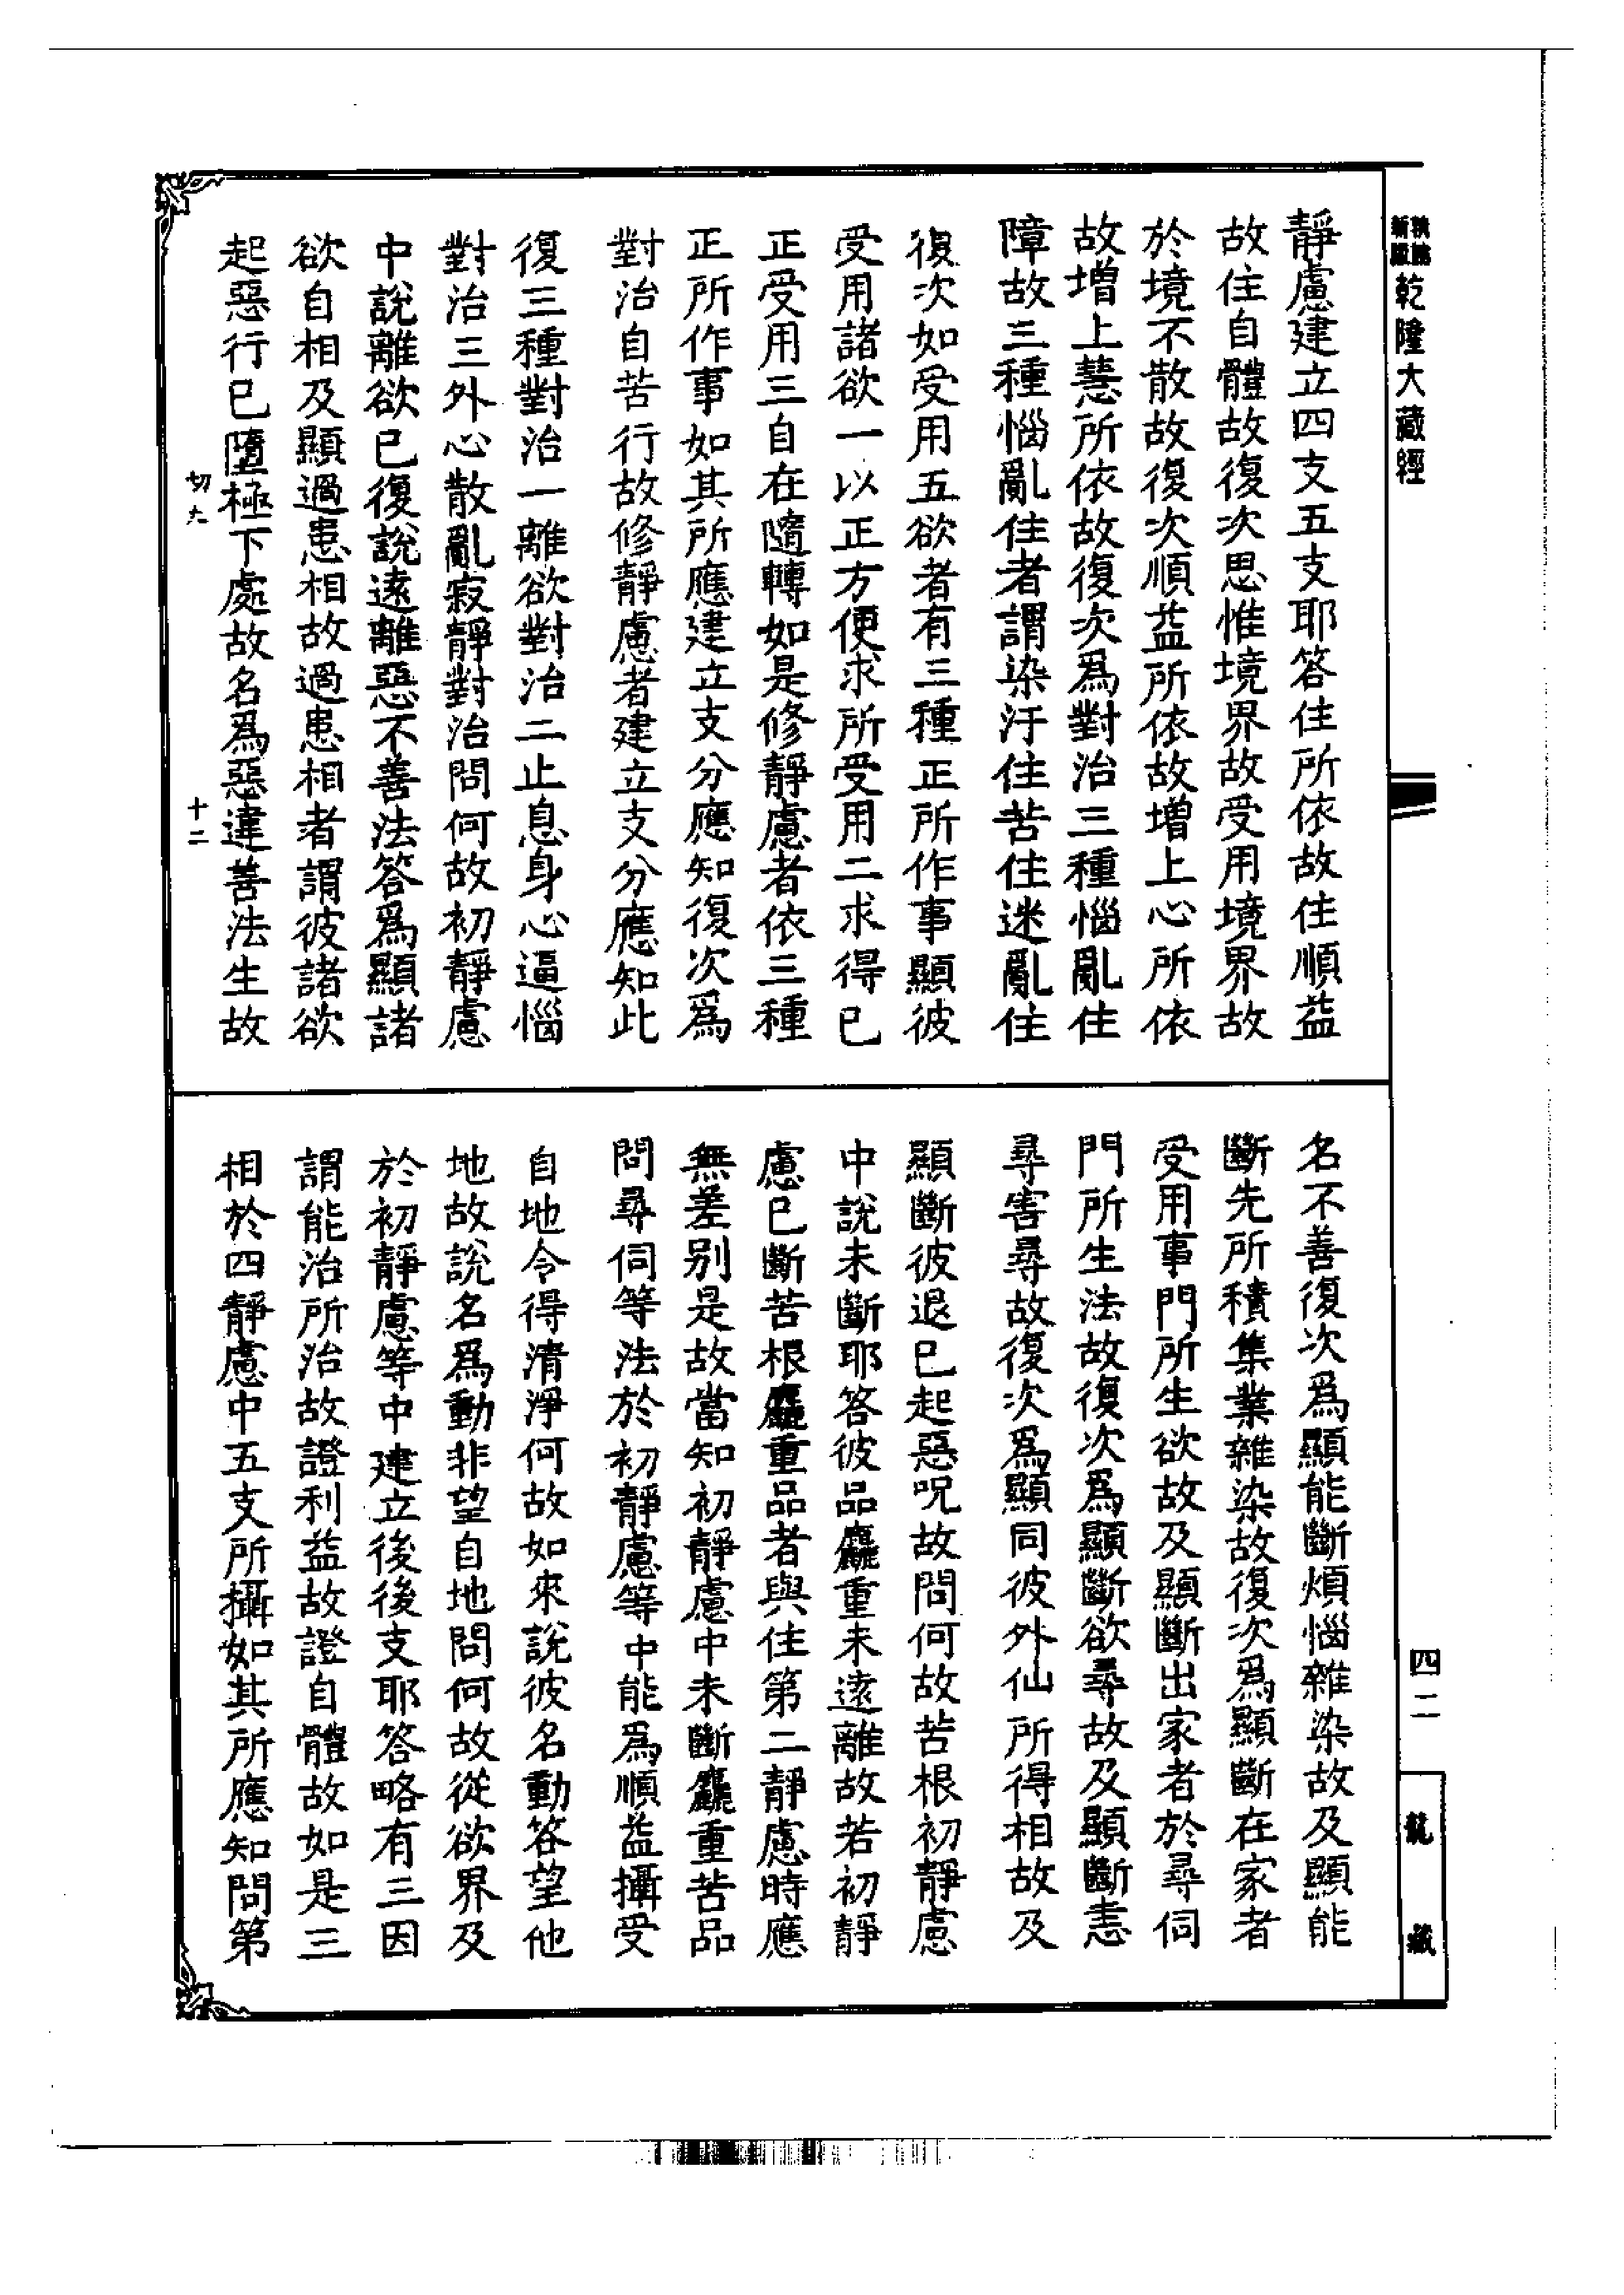 乾隆大藏經
靜慮建立四支五支耶答住所依故住順益
故住自體故復次思惟境界故受用境界故
於境不散故復次順益所依故增上心所依
故增上慧所依故復次爲對治三種惱亂住
障故三種惱亂住者謂染汙住苦住迷亂住
復次如受用五欲者有三種正所作事顯彼
受用諸欲一以正方便求所受用二求得已
正受用三自在隨轉如是修靜慮者依三種
正所作事如其所應建立支分應知復次爲
對治自苦行故修靜慮者建立支分應知此
復三種對治一離欲對治二止息身心逼惱
對治三外心散亂寂靜對治問何故初靜慮
中說離欲已復說遠離惡不善法答爲顯諸
欲自相及顯過患相故過患相者謂彼諸欲
起惡行已墮極下處故名爲惡違善法生故
十二
名不善復次爲顯能斷煩惱雜染故及顯能
斷先所積集業雜染故復次爲顯斷在家者
受用事門所生欲故及顯斷出家者於尋伺
門所生法故復次爲顯斷欲尋故及顯斷恚
尋害尋故復次爲顯同彼外仙所得相故及
顯斷彼退已起惡呪故問何故苦根初靜慮
中說未斷耶答彼品麤重未遠離故若初靜
慮已斷苦根麤重品者與住第二靜慮時應
無差別是故當知初靜慮中未斷麤重苦品
問尋伺等法於初靜慮等中能爲順益攝受
自地令得清淨何故如來說彼名動答望他
地故說名爲動非望自地問何故從欲界及
於初靜慮等中建立後後支耶答略有三因
謂能治所治故證利益故證自體故如是三
相於四靜慮中五支所攝如其所應知問第
四二
龍藏